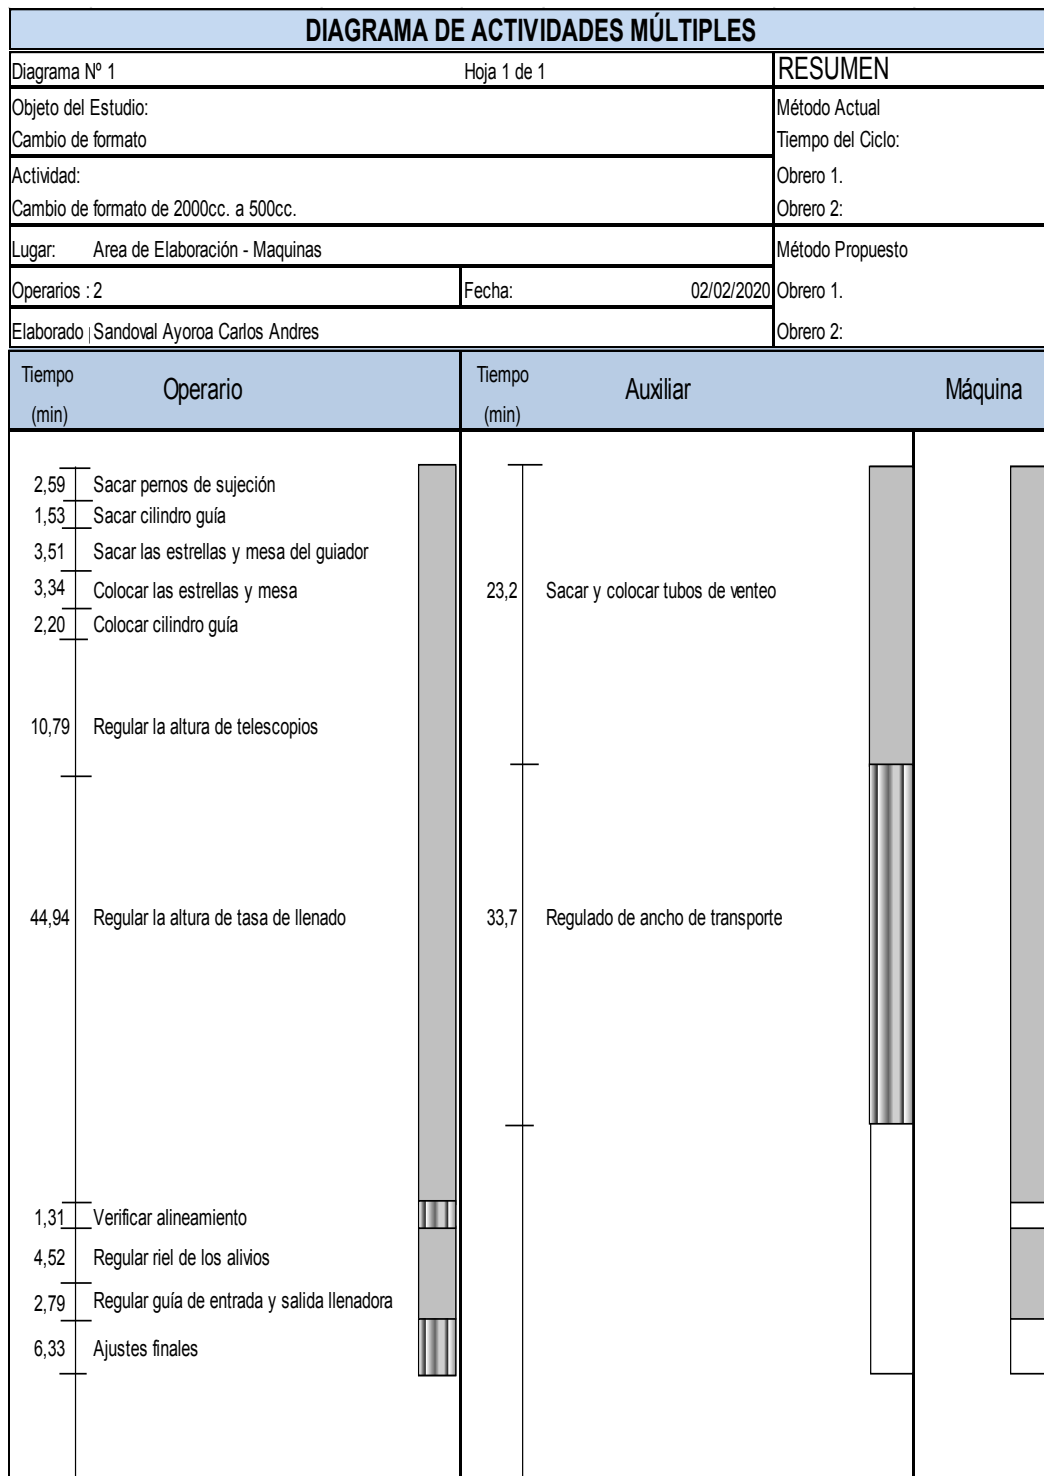 DIAGRAMA DE ACTIVIDADES MÚLTIPLES
Diagrama Nº 1 Hoja 1 de 1 RESUMEN
Objeto del Estudio: Método Actual
Cambio de formato Tiempo del Ciclo:
Actividad: Obrero 1.
Cambio de formato de 2000cc. a 500cc. Obrero 2:
Lugar: Area de Elaboración - Maquinas Método Propuesto
Operarios : 2 Fecha: 02/02/2020 Obrero 1.
Elaborado Sandoval Ayoroa Carlos Andres Obrero 2:
Tiempo (min) Operario Tiempo (min) Auxiliar Máquina
2,59 Sacar pernos de sujeción
1,53 Sacar cilindro guía
3,51 Sacar las estrellas y mesa del guiador
3,34 Colocar las estrellas y mesa 23,2 Sacar y colocar tubos de venteo
2,20 Colocar cilindro guía
10,79 Regular la altura de telescopios
44,94 Regular la altura de tasa de llenado 33,7 Regulado de ancho de transporte
1,31 Verificar alineamiento
4,52 Regular riel de los alivios
2,79 Regular guía de entrada y salida llenadora
6,33 Ajustes finales